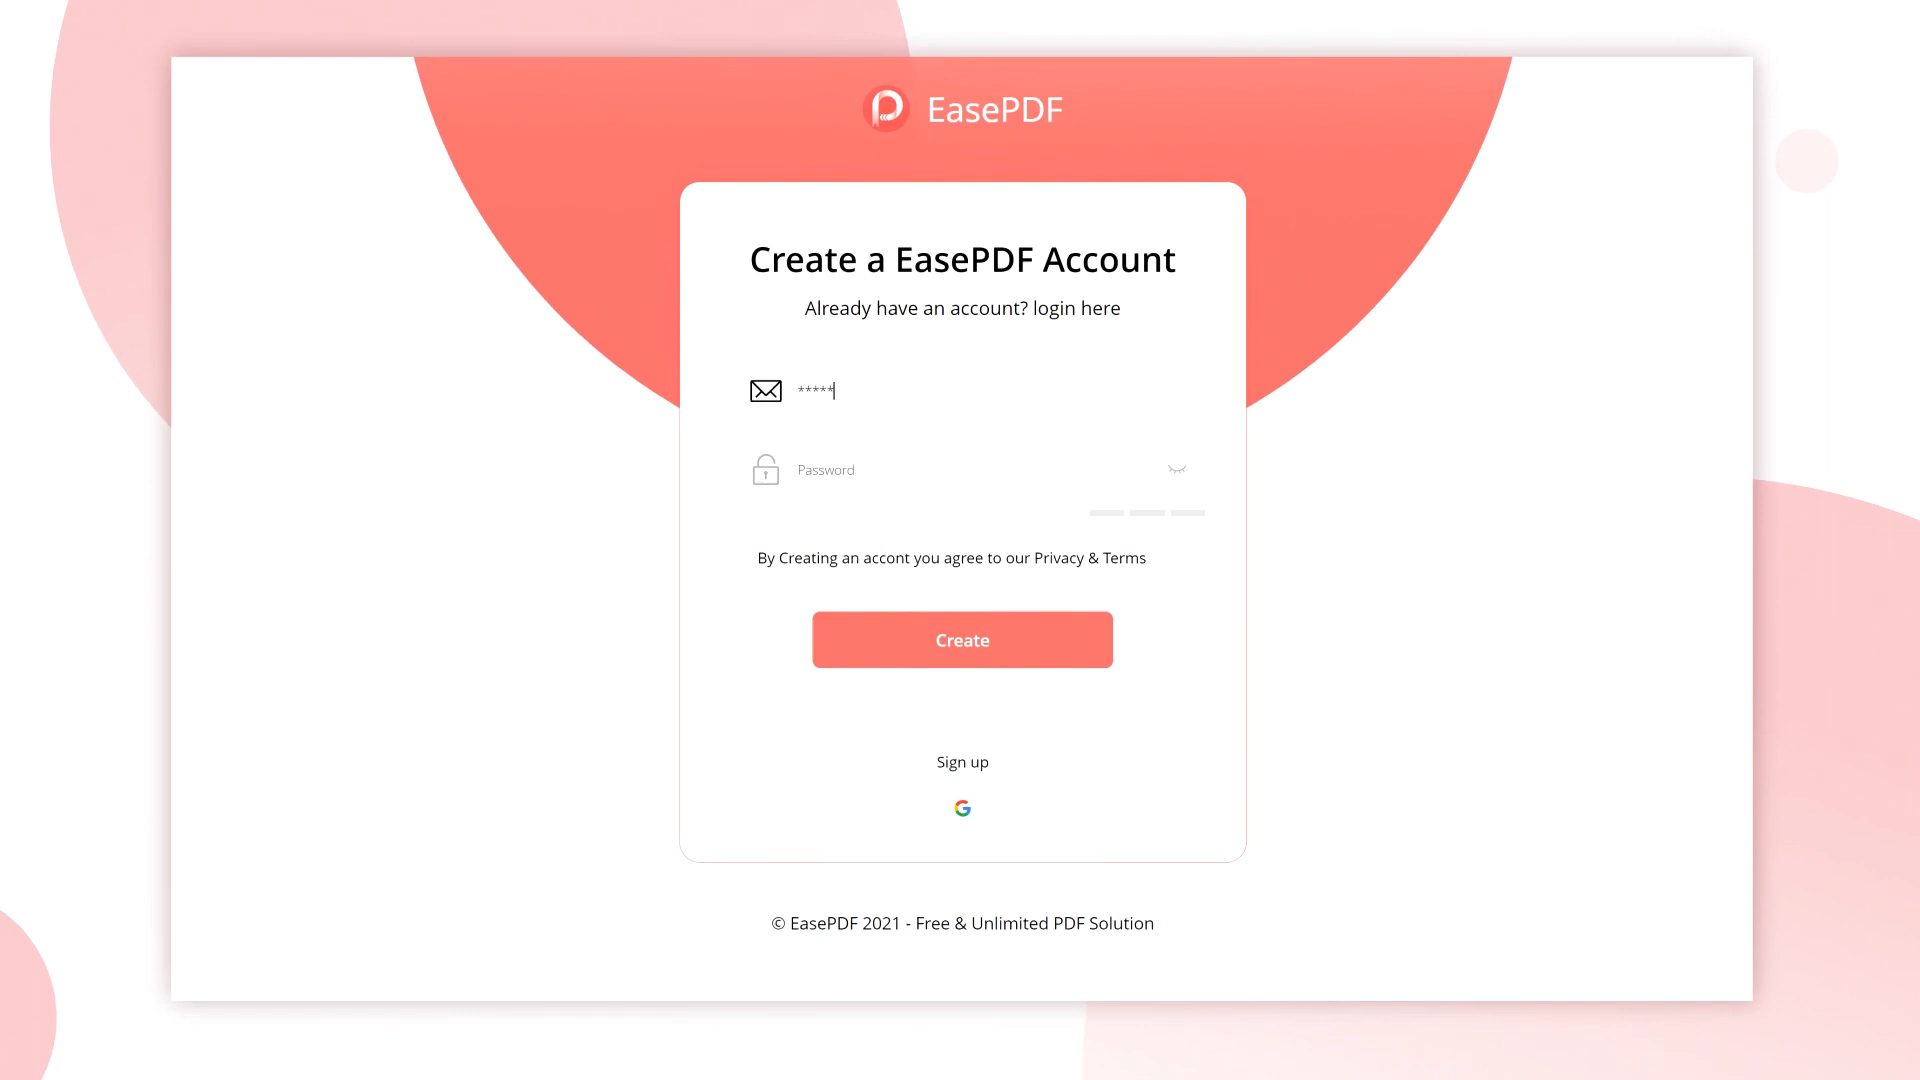 EasePDF
Create a EasePDF Account
Already have an account? login here
*****
Password
By Creating an accont you agree to our Privacy & Terms
Create
Sign up
© EasePDF 2021 - Free & Unlimited PDF Solution